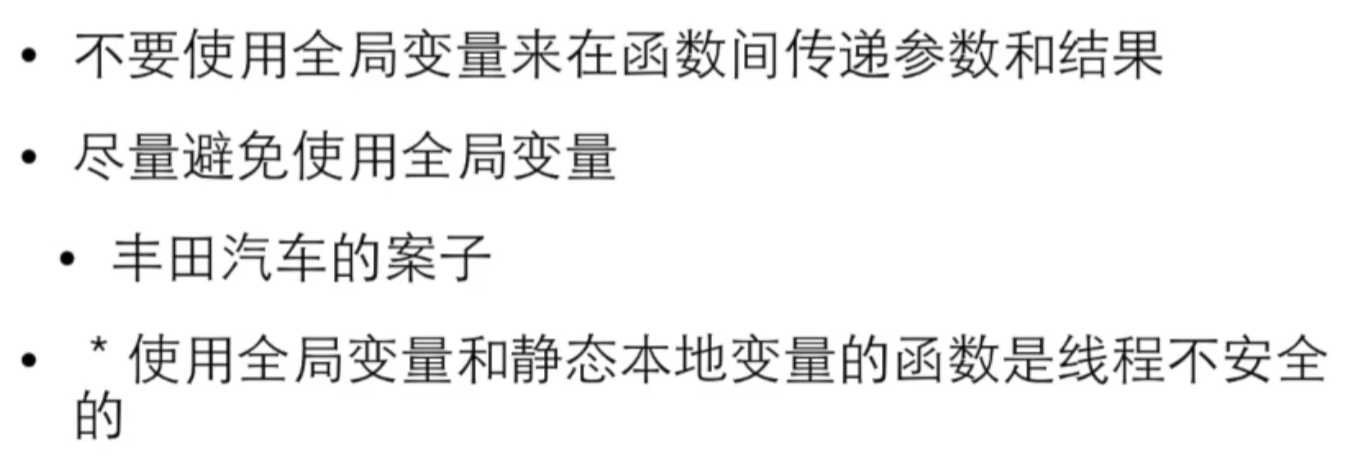 • 不要使用全局变量来在函数间传递参数和结果
• 尽量避免使用全局变量
• 丰田汽车的案子
• * 使用全局变量和静态本地变量的函数是线程不安全
的